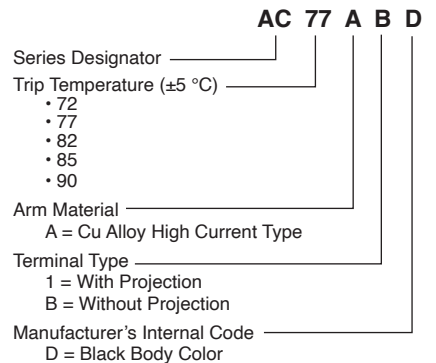 AC 77 A B D
Series Designator
Trip Temperature (±5 °C)
• 72
• 77
• 82
• 85
• 90
Arm Material
A = Cu Alloy High Current Type
Terminal Type
1 = With Projection
B = Without Projection
Manufacturer's Internal Code
D = Black Body Color